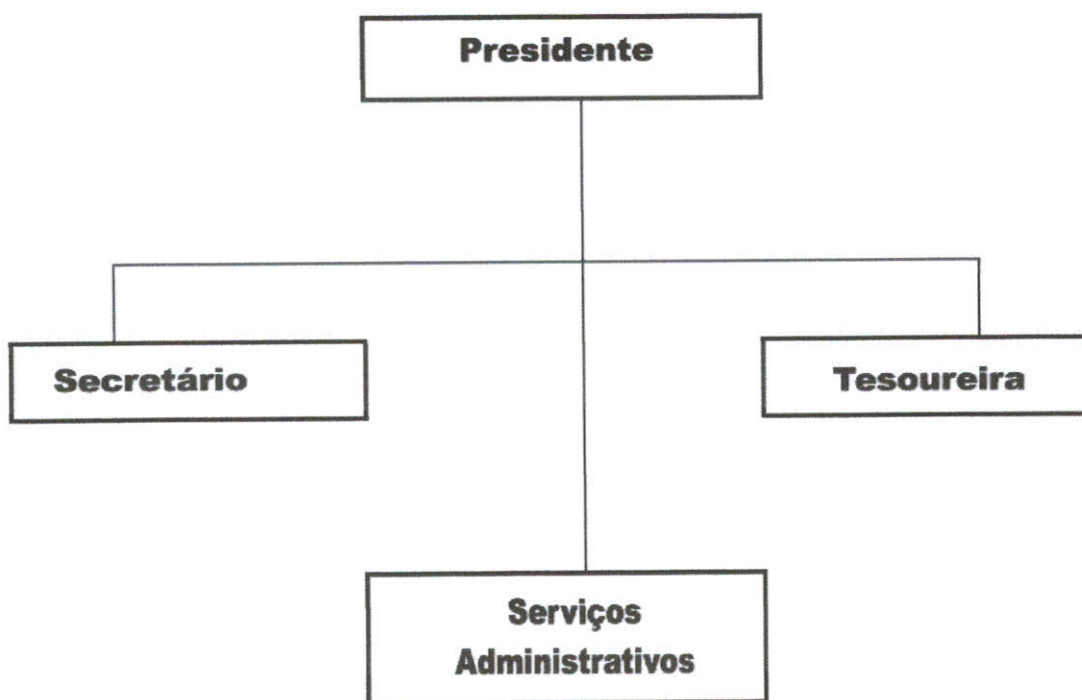 Presidente
Secretário
Tesoureira
Serviços
Administrativos